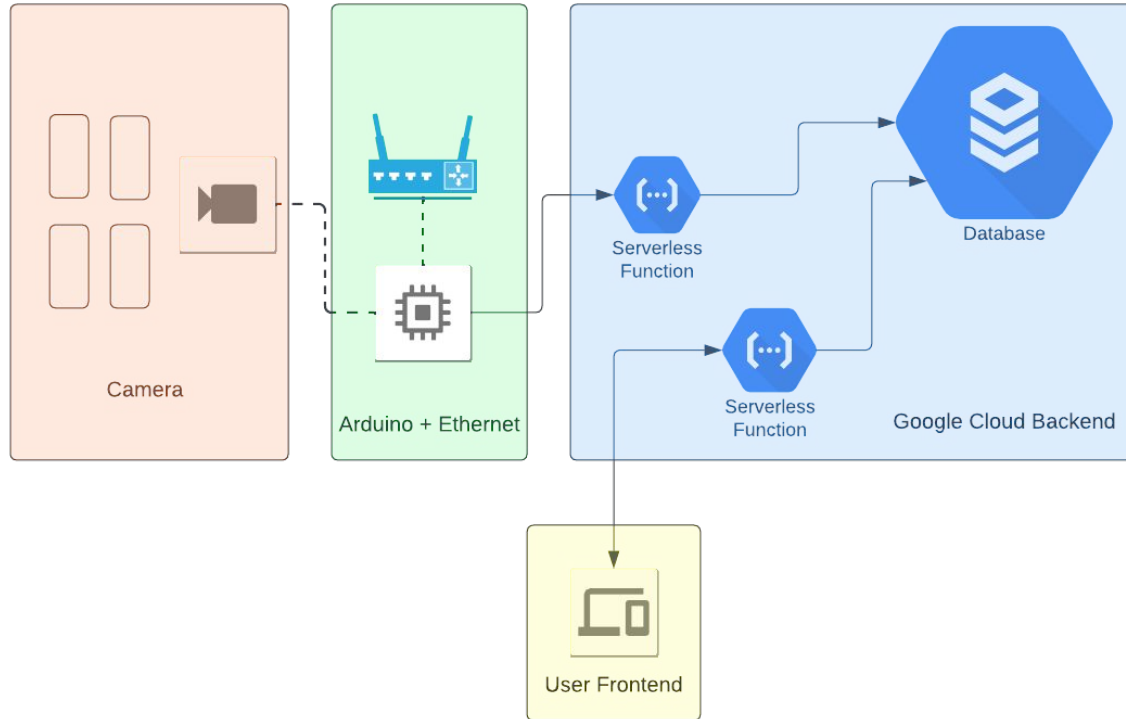 Camera
Arduino + Ethernet
Serverless
Function
Database
Serverless
Function
Google Cloud Backend
User Frontend